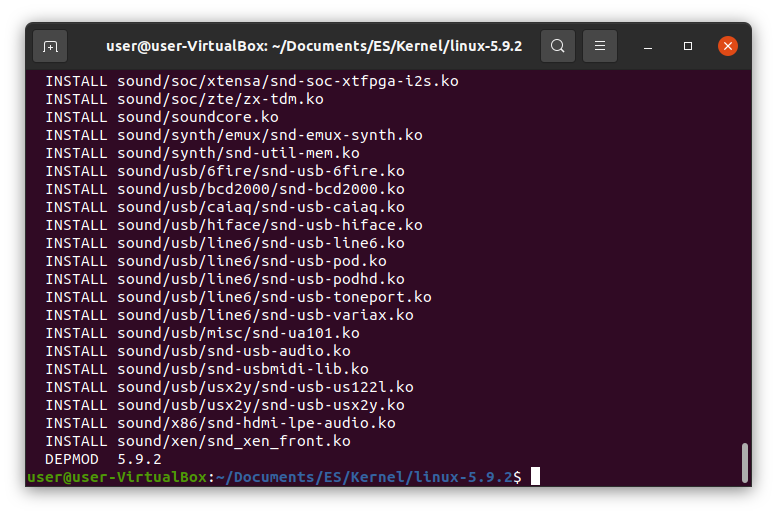 user@user-VirtualBox: ~/Documents/ES/Kernel/linux-5.9.2
INSTALL sound/soc/xtensa/snd-soc-xtfpga-i2s.ko
INSTALL sound/soc/zte/zx-tdm.ko
INSTALL sound/soundcore.ko
INSTALL sound/synth/emux/snd-emux-synth.ko
INSTALL sound/synth/snd-util-mem.ko
INSTALL sound/usb/6fire/snd-usb-6fire.ko
INSTALL sound/usb/bcd2000/snd-bcd2000.ko
INSTALL sound/usb/caiaq/snd-usb-caiaq.ko
INSTALL sound/usb/hiface/snd-usb-hiface.ko
INSTALL sound/usb/line6/snd-usb-line6.ko
INSTALL sound/usb/line6/snd-usb-pod.ko
INSTALL sound/usb/line6/snd-usb-podhd.ko
INSTALL sound/usb/line6/snd-usb-toneport.ko
INSTALL sound/usb/line6/snd-usb-variax.ko
INSTALL sound/usb/misc/snd-ua101.ko
INSTALL sound/usb/snd-usb-audio.ko
INSTALL sound/usb/snd-usbmidi-lib.ko
INSTALL sound/usb/usx2y/snd-usb-us122l.ko
INSTALL sound/usb/usx2y/snd-usb-usx2y.ko
INSTALL sound/x86/snd-hdmi-lpe-audio.ko
INSTALL sound/xen/snd_xen_front.ko
DEPMOD  5.9.2
user@user-VirtualBox:~/Documents/ES/Kernel/linux-5.9.2$